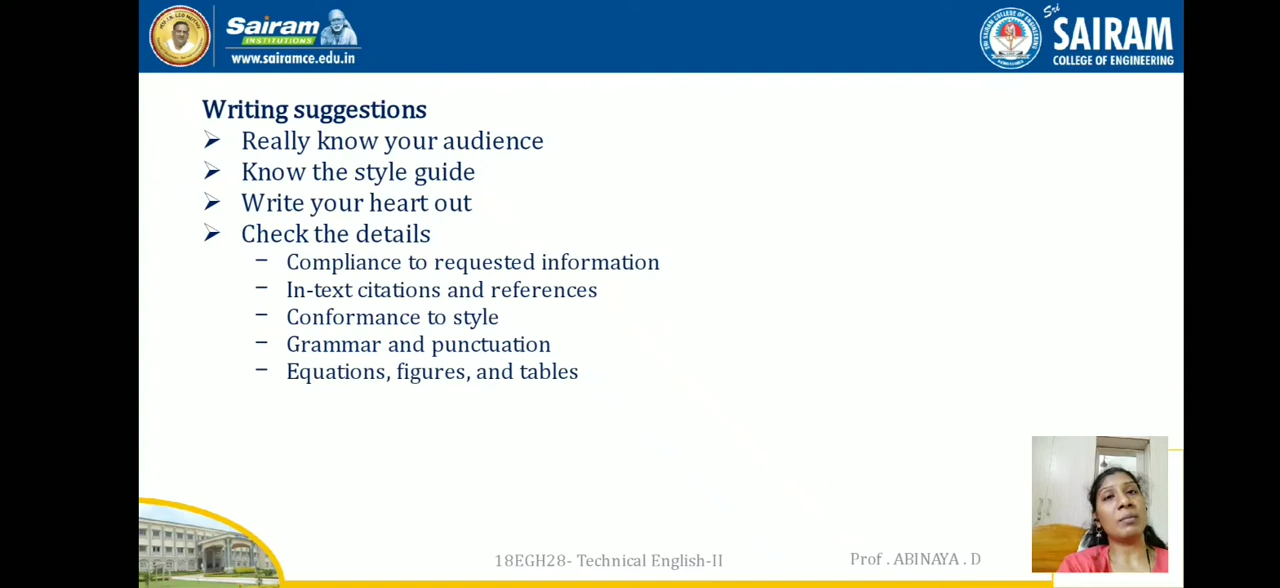 Sairam
INSTITUTIONS
www.sairamce.edu.in
Sri
SAIRAM
COLLEGE OF ENGINEERING
Writing suggestions
➢ Really know your audience
➢ Know the style guide
➢ Write your heart out
➢ Check the details
– Compliance to requested information
– In-text citations and references
– Conformance to style
– Grammar and punctuation
– Equations, figures, and tables
18EGH28- Technical English-II
Prof . ABINAYA . D